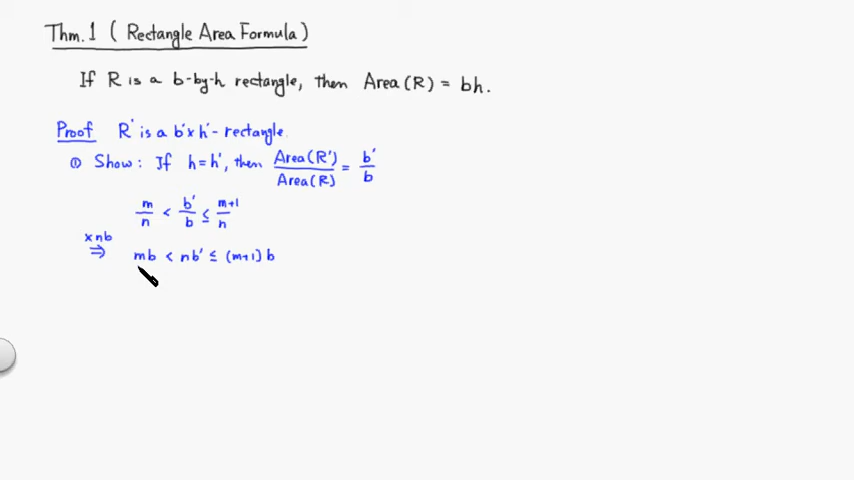 Thm. 1 ( Rectangle Area Formula )
If R is a b-by-h rectangle, then Area (R) = bh.
Proof R' is a b'x h'- rectangle.
① Show: If h=h', then Area(R')/Area(R) = b'/b
m/n < b'/b ≤ m+1/n
x nb
⇒ mb < nb' ≤ (m+1) b